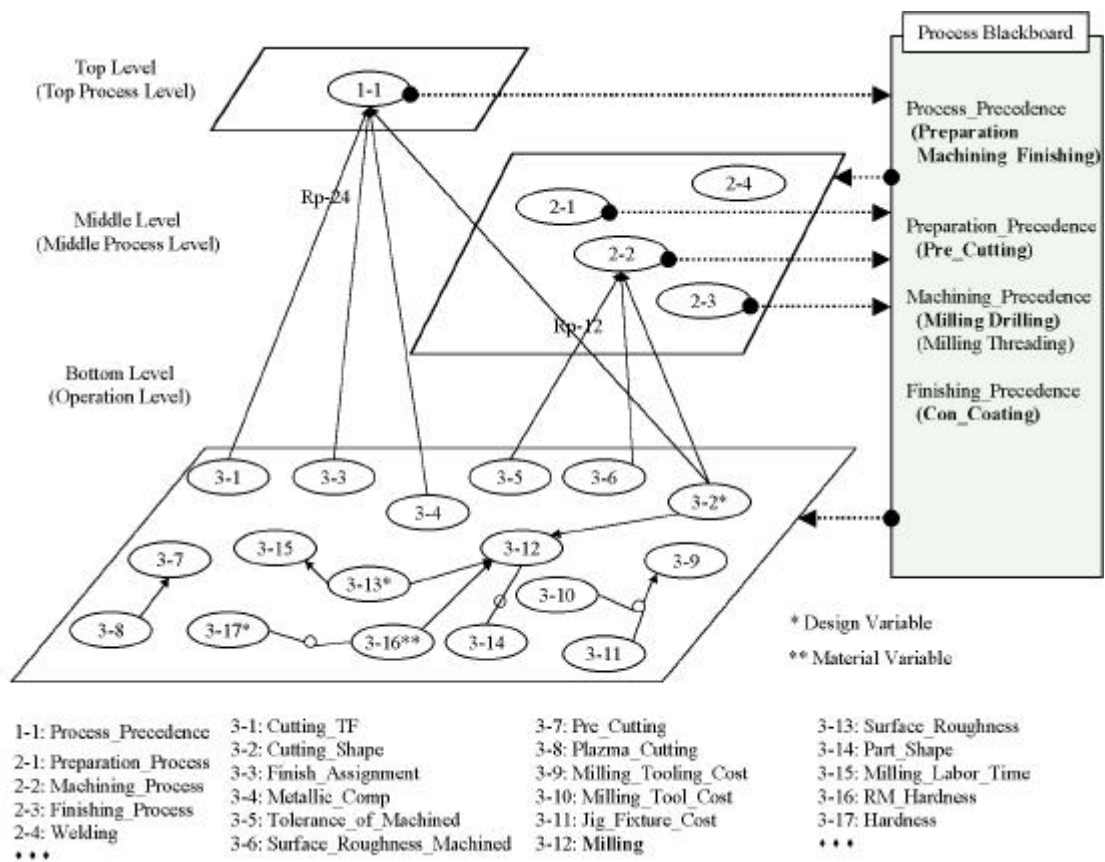 Process Blackboard
Top Level
(Top Process Level)
1-1
Process_Precedence
(Preparation
Machining Finishing)
Rp-24
2-4
2-1
Middle Level
(Middle Process Level)
2-2
Preparation_Precedence
(Pre_Cutting)
2-3
Machining_Precedence
(Milling Drilling)
(Milling Threading)
Rp-12
Bottom Level
(Operation Level)
Finishing_Precedence
(Con_Coating)
3-1
3-3
3-4
3-5
3-6
3-2*
3-7
3-15
3-12
3-9
3-13*
3-10
3-8
3-17*
3-16**
3-14
3-11
* Design Variable
** Material Variable
1-1: Process_Precedence
2-1: Preparation_Process
2-2: Machining_Process
2-3: Finishing_Process
2-4: Welding
3-1: Cutting_TF
3-2: Cutting_Shape
3-3: Finish_Assignment
3-4: Metallic_Comp
3-5: Tolerance_of_Machined
3-6: Surface_Roughness_Machined
3-7: Pre_Cutting
3-8: Plazma_Cutting
3-9: Milling_Tooling_Cost
3-10: Milling_Tool_Cost
3-11: Jig_Fixture_Cost
3-12: Milling
3-13: Surface_Roughness
3-14: Part_Shape
3-15: Milling_Labor_Time
3-16: RM_Hardness
3-17: Hardness